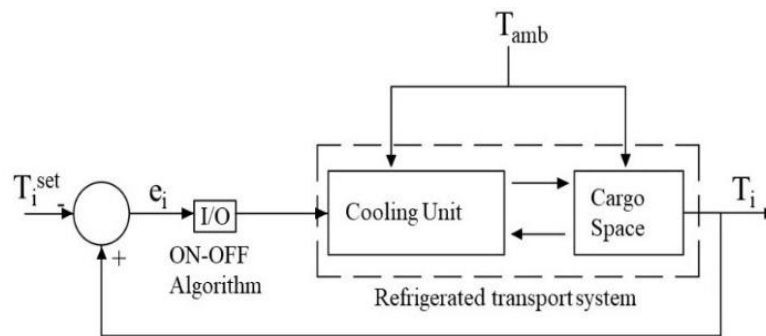 T_amb
T_i^set
-
+
e_i
I/O
ON-OFF
Algorithm
Cooling Unit
Cargo
Space
T_i
Refrigerated transport system